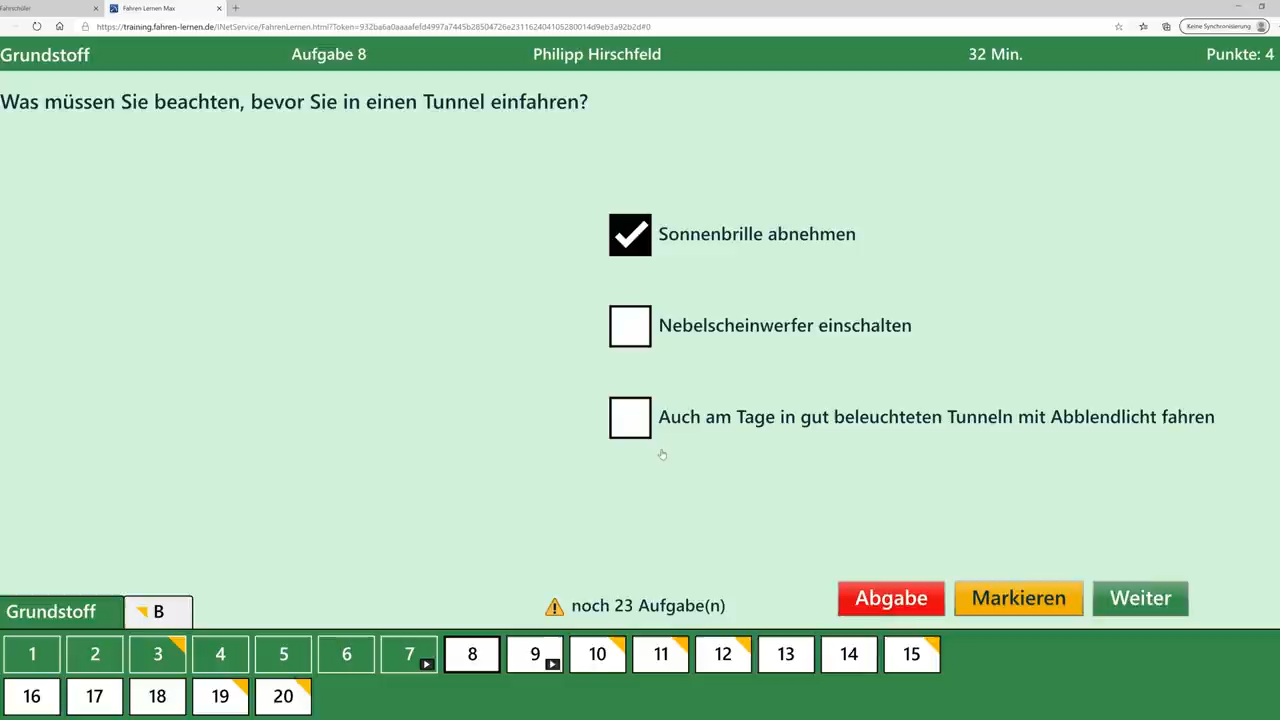 Fahrschüler
Fahren Lernen Max
https://training.fahren-lernen.de/INetService/FahrenLernen.html?Token=932ba6a0aaaafefd4997a7445b28504726e231162404105280014d9eb3a92b2d#0
Keine Synchronisierung
Grundstoff Aufgabe 8 Philipp Hirschfeld 32 Min. Punkte: 4
Was müssen Sie beachten, bevor Sie in einen Tunnel einfahren?
Sonnenbrille abnehmen
Nebelscheinwerfer einschalten
Auch am Tage in gut beleuchteten Tunneln mit Abblendlicht fahren
Grundstoff B noch 23 Aufgabe(n) Abgabe Markieren Weiter
1 2 3 4 5 6 7 8 9 10 11 12 13 14 15
16 17 18 19 20